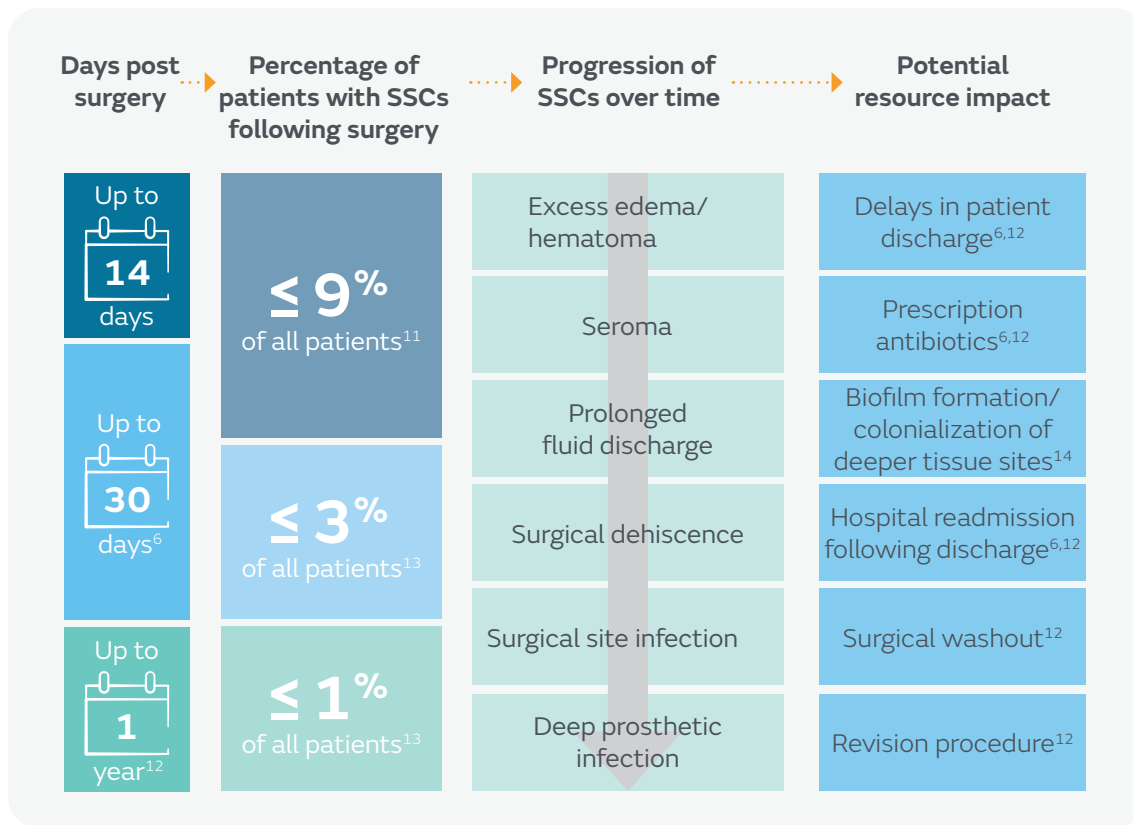 Days post
surgery
Percentage of
patients with SSCs
following surgery
Progression of
SSCs over time
Potential
resource impact
Up to
14
days
Up to
30
days6
Up to
1
year12
≤ 9%
of all patients11
≤ 3%
of all patients13
≤ 1%
of all patients13
Excess edema/
hematoma
Seroma
Prolonged
fluid discharge
Surgical dehiscence
Surgical site infection
Deep prosthetic
infection
Delays in patient
discharge6,12
Prescription
antibiotics6,12
Biofilm formation/
colonialization of
deeper tissue sites14
Hospital readmission
following discharge6,12
Surgical washout12
Revision procedure12